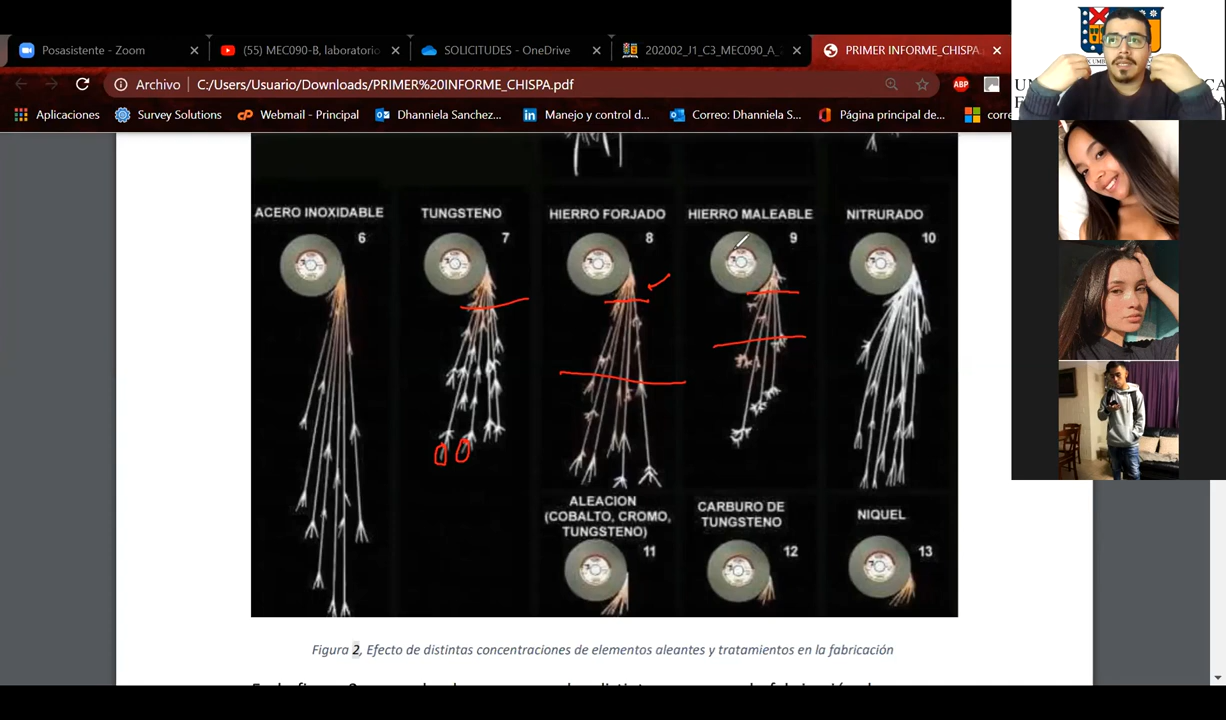 Posasistente - Zoom
(55) MEC090-B, laboratorio
SOLICITUDES - OneDrive
202002_J1_C3_MEC090_A_
PRIMER INFORME_CHISPA.
Archivo
C:/Users/Usuario/Downloads/PRIMER%20INFORME_CHISPA.pdf
ABP
Aplicaciones
Survey Solutions
Webmail - Principal
Dhanniela Sanchez...
Manejo y control d...
Correo: Dhanniela S...
Página principal de...
corre
ACERO INOXIDABLE
6
TUNGSTENO
7
HIERRO FORJADO
8
HIERRO MALEABLE
9
NITRURADO
10
ALEACION
(COBALTO, CROMO,
TUNGSTENO)
11
CARBURO DE
TUNGSTENO
12
NIQUEL
13
Figura 2, Efecto de distintas concentraciones de elementos aleantes y tratamientos en la fabricación